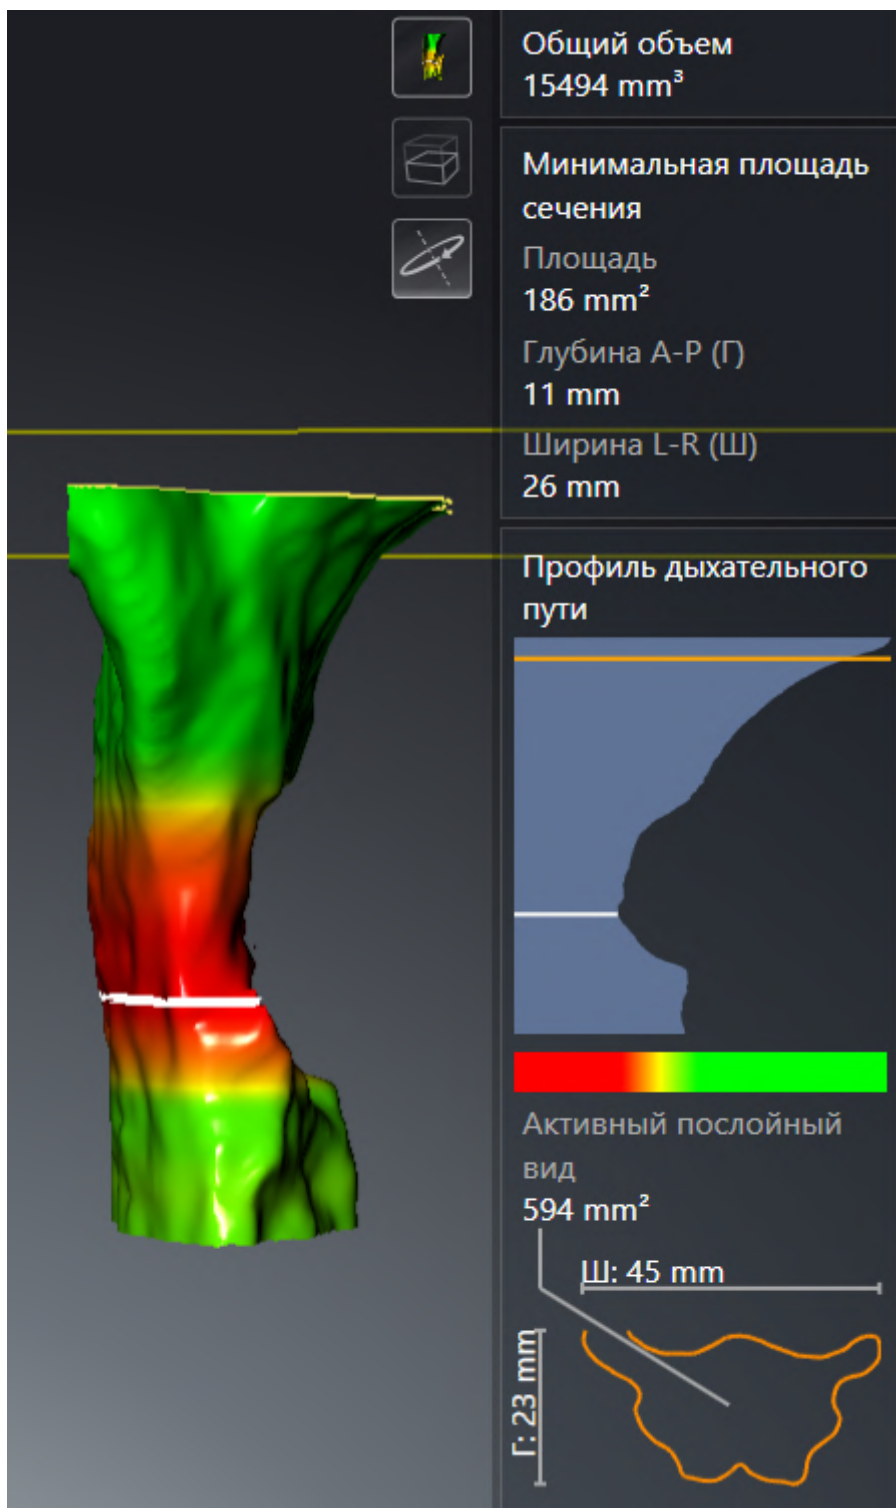 Общий объем
15494 mm³
Минимальная площадь
сечения
Площадь
186 mm²
Глубина A-P (Г)
11 mm
Ширина L-R (Ш)
26 mm
Профиль дыхательного
пути
Активный послойный
вид
594 mm²
Ш: 45 mm
Г: 23 mm